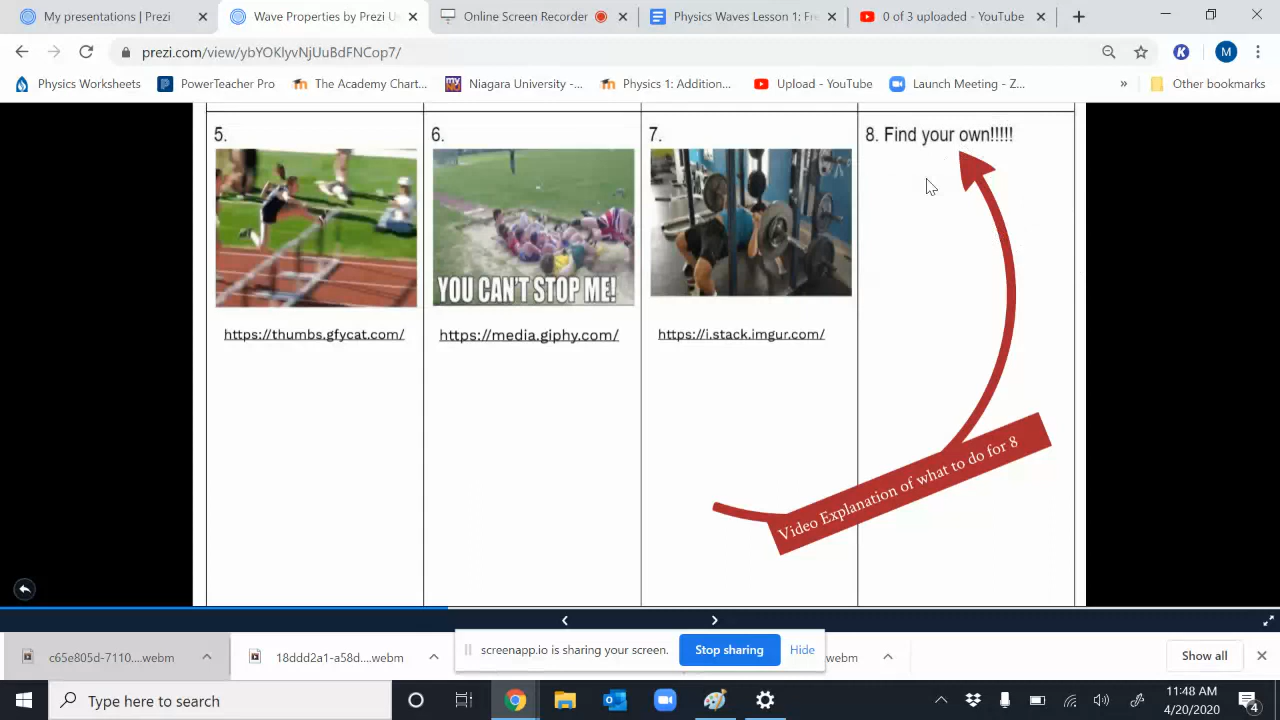 My presentations | Prezi
Wave Properties by Prezi U
Online Screen Recorder
Physics Waves Lesson 1: Fr
0 of 3 uploaded - YouTube
prezi.com/view/ybYOKlyvNjUuBdFNCop7/
K
M
Physics Worksheets
PowerTeacher Pro
The Academy Chart...
Niagara University -...
Physics 1: Addition...
Upload - YouTube
Launch Meeting - Z...
»
Other bookmarks
5.
6.
7.
8. Find your own!!!!!
YOU CAN'T STOP ME!
https://thumbs.gfycat.com/
https://media.giphy.com/
https://i.stack.imgur.com/
Video Explanation of what to do for 8
18ddd2a1-a58d....webm
screenapp.io is sharing your screen.
Stop sharing
Hide
webm
Show all
Type here to search
11:48 AM
4/20/2020
4